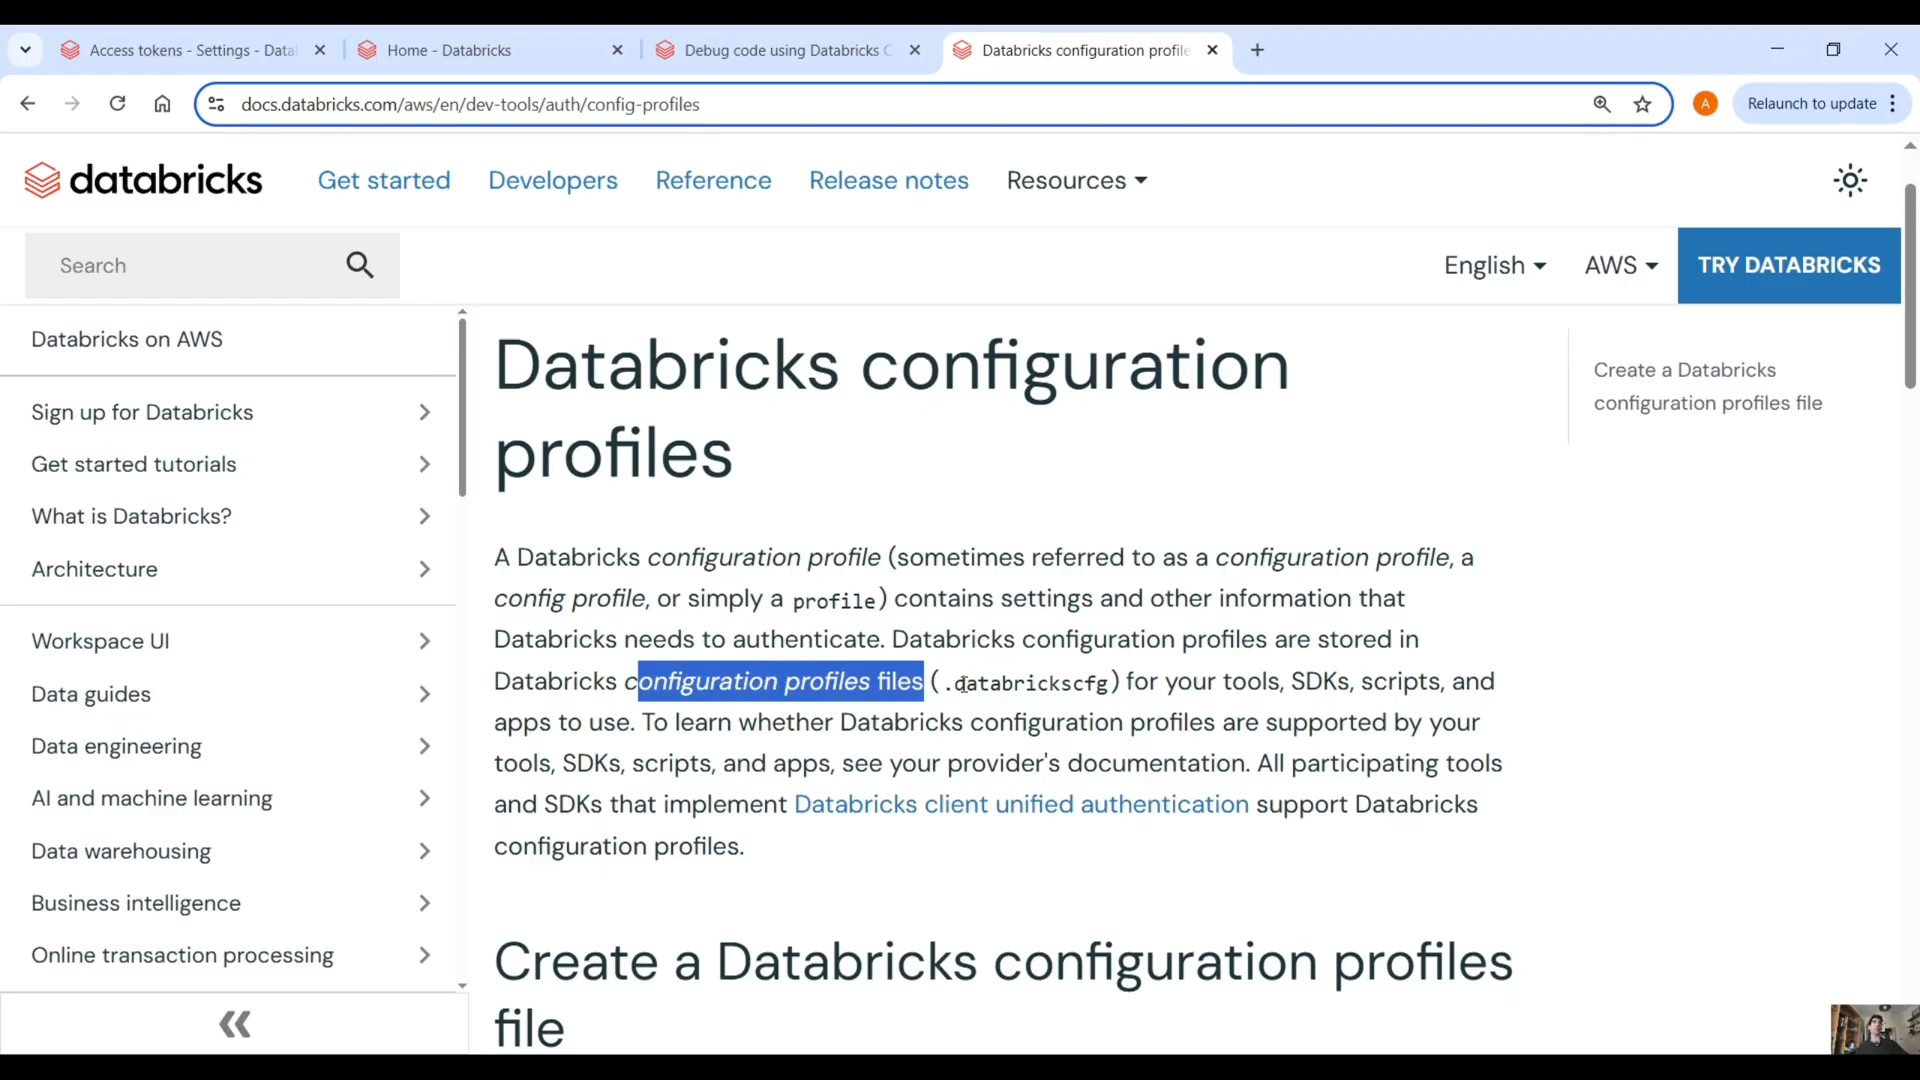 Access tokens - Settings - Data
Home - Databricks
Debug code using Databricks C
Databricks configuration profile
docs.databricks.com/aws/en/dev-tools/auth/config-profiles
A
Relaunch to update
databricks
Get started
Developers
Reference
Release notes
Resources
Search
English
AWS
TRY DATABRICKS
Databricks on AWS
Sign up for Databricks
Get started tutorials
What is Databricks?
Architecture
Workspace UI
Data guides
Data engineering
AI and machine learning
Data warehousing
Business intelligence
Online transaction processing
Databricks configuration
profiles
A Databricks configuration profile (sometimes referred to as a configuration profile, a
config profile, or simply a profile) contains settings and other information that
Databricks needs to authenticate. Databricks configuration profiles are stored in
Databricks configuration profiles files (.databrickscfg) for your tools, SDKs, scripts, and
apps to use. To learn whether Databricks configuration profiles are supported by your
tools, SDKs, scripts, and apps, see your provider's documentation. All participating tools
and SDKs that implement Databricks client unified authentication support Databricks
configuration profiles.
Create a Databricks configuration profiles
file
Create a Databricks
configuration profiles file